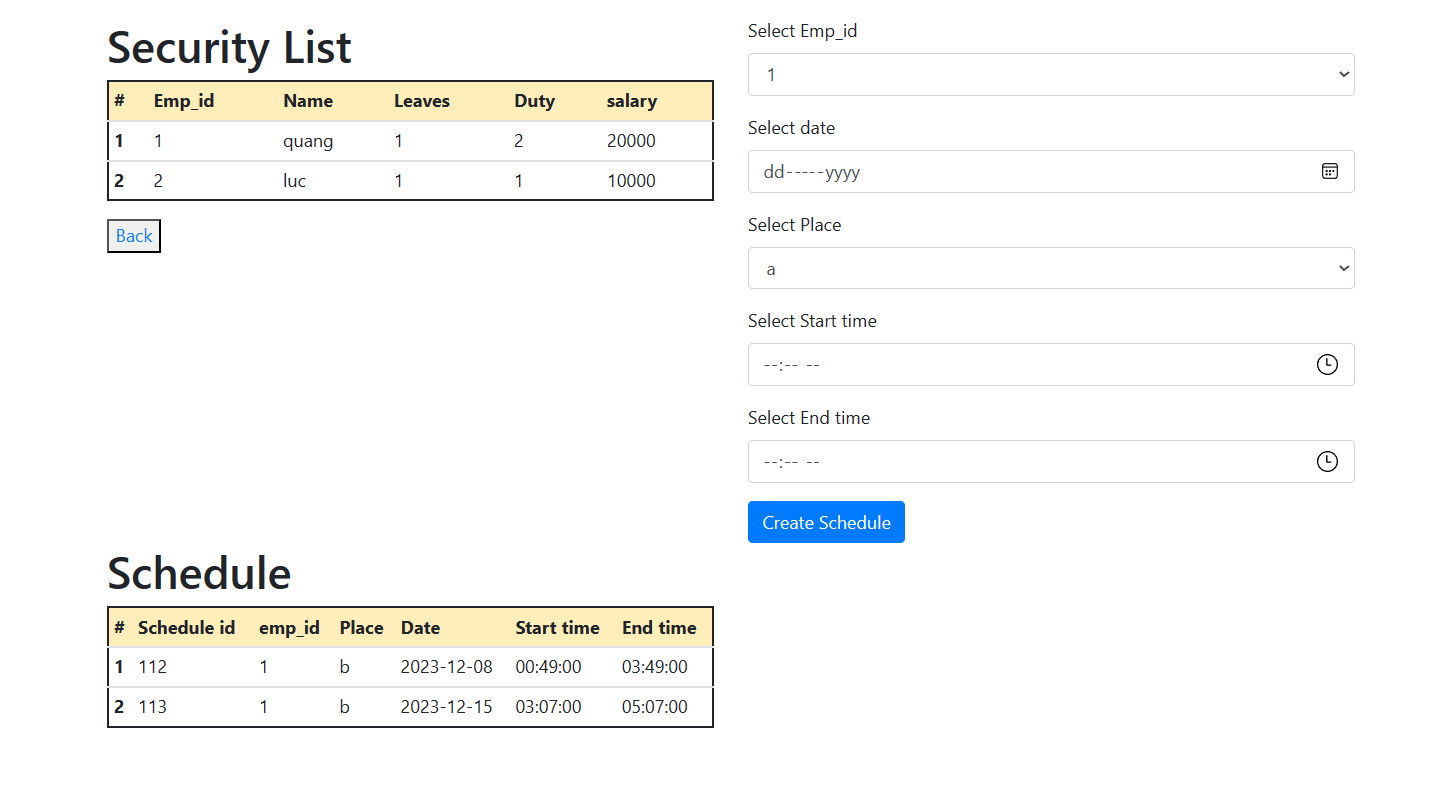 Security List
# Emp_id Name Leaves Duty salary
1 1 quang 1 2 20000
2 2 luc 1 1 10000
Back
Select Emp_id
1
Select date
dd-----yyyy
Select Place
a
Select Start time
--:-- --
Select End time
--:-- --
Create Schedule
Schedule
# Schedule id emp_id Place Date Start time End time
1 112 1 b 2023-12-08 00:49:00 03:49:00
2 113 1 b 2023-12-15 03:07:00 05:07:00